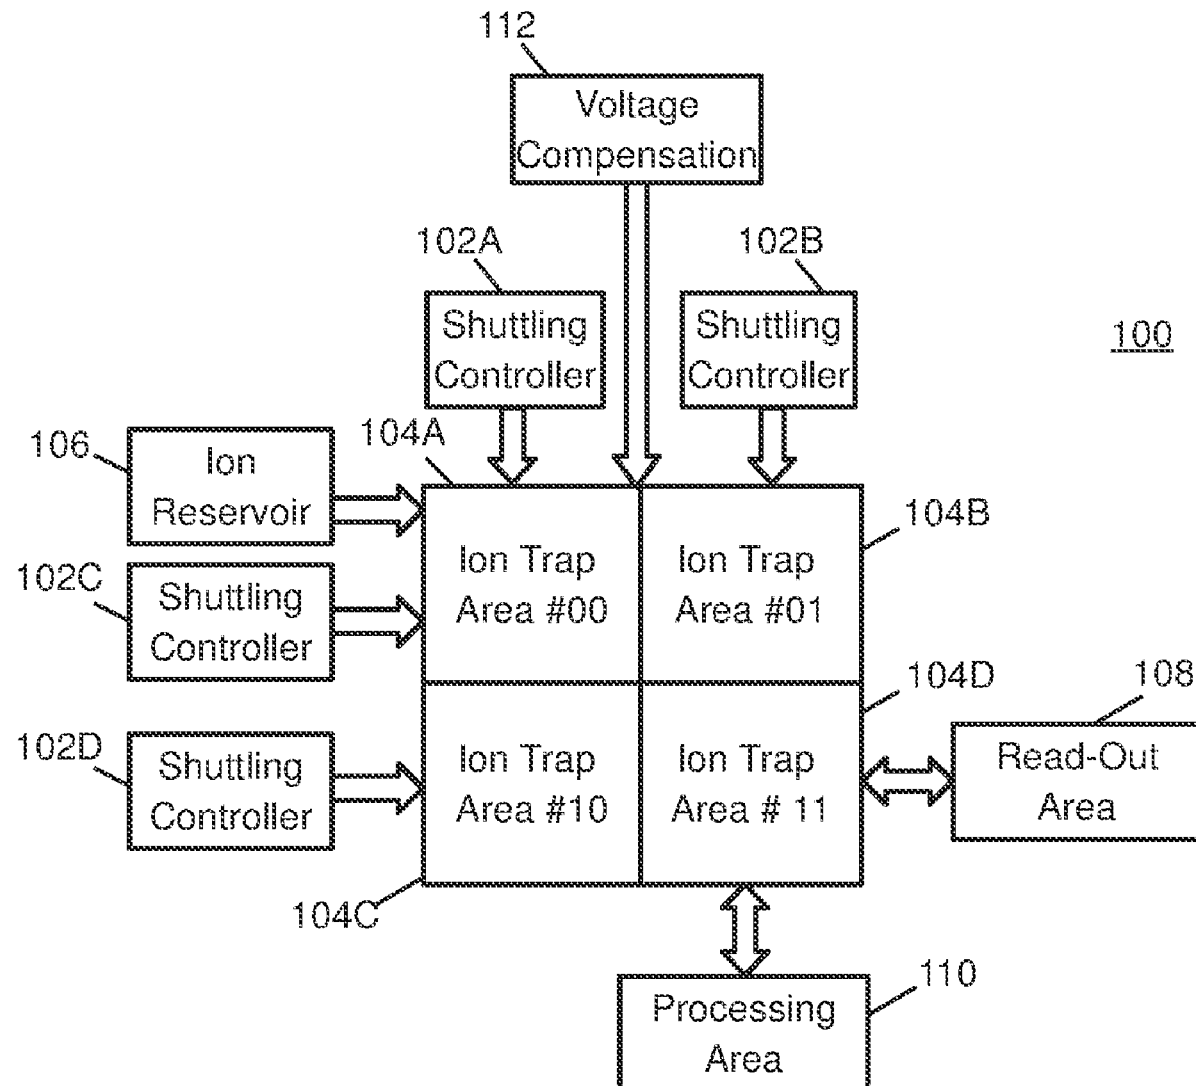 112
Voltage
Compensation
102A
102B
Shuttling
Controller
Shuttling
Controller
100
106
Ion
Reservoir
104A
104B
102C
Shuttling
Controller
Ion Trap
Area #00
Ion Trap
Area #01
104D
108
102D
Shuttling
Controller
Ion Trap
Area #10
Ion Trap
Area # 11
Read-Out
Area
104C
110
Processing
Area